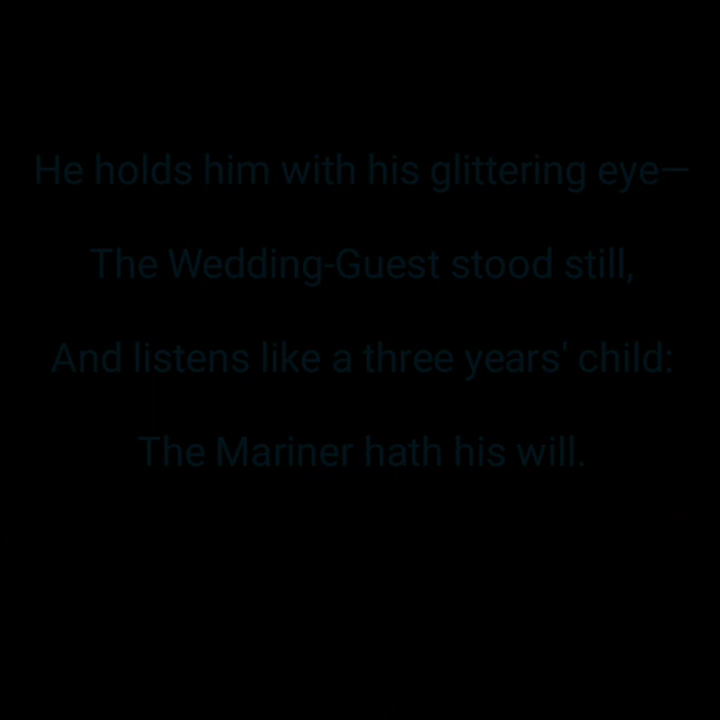 He holds him with his glittering eye—
The Wedding-Guest stood still,
And listens like a three years' child:
The Mariner hath his will.